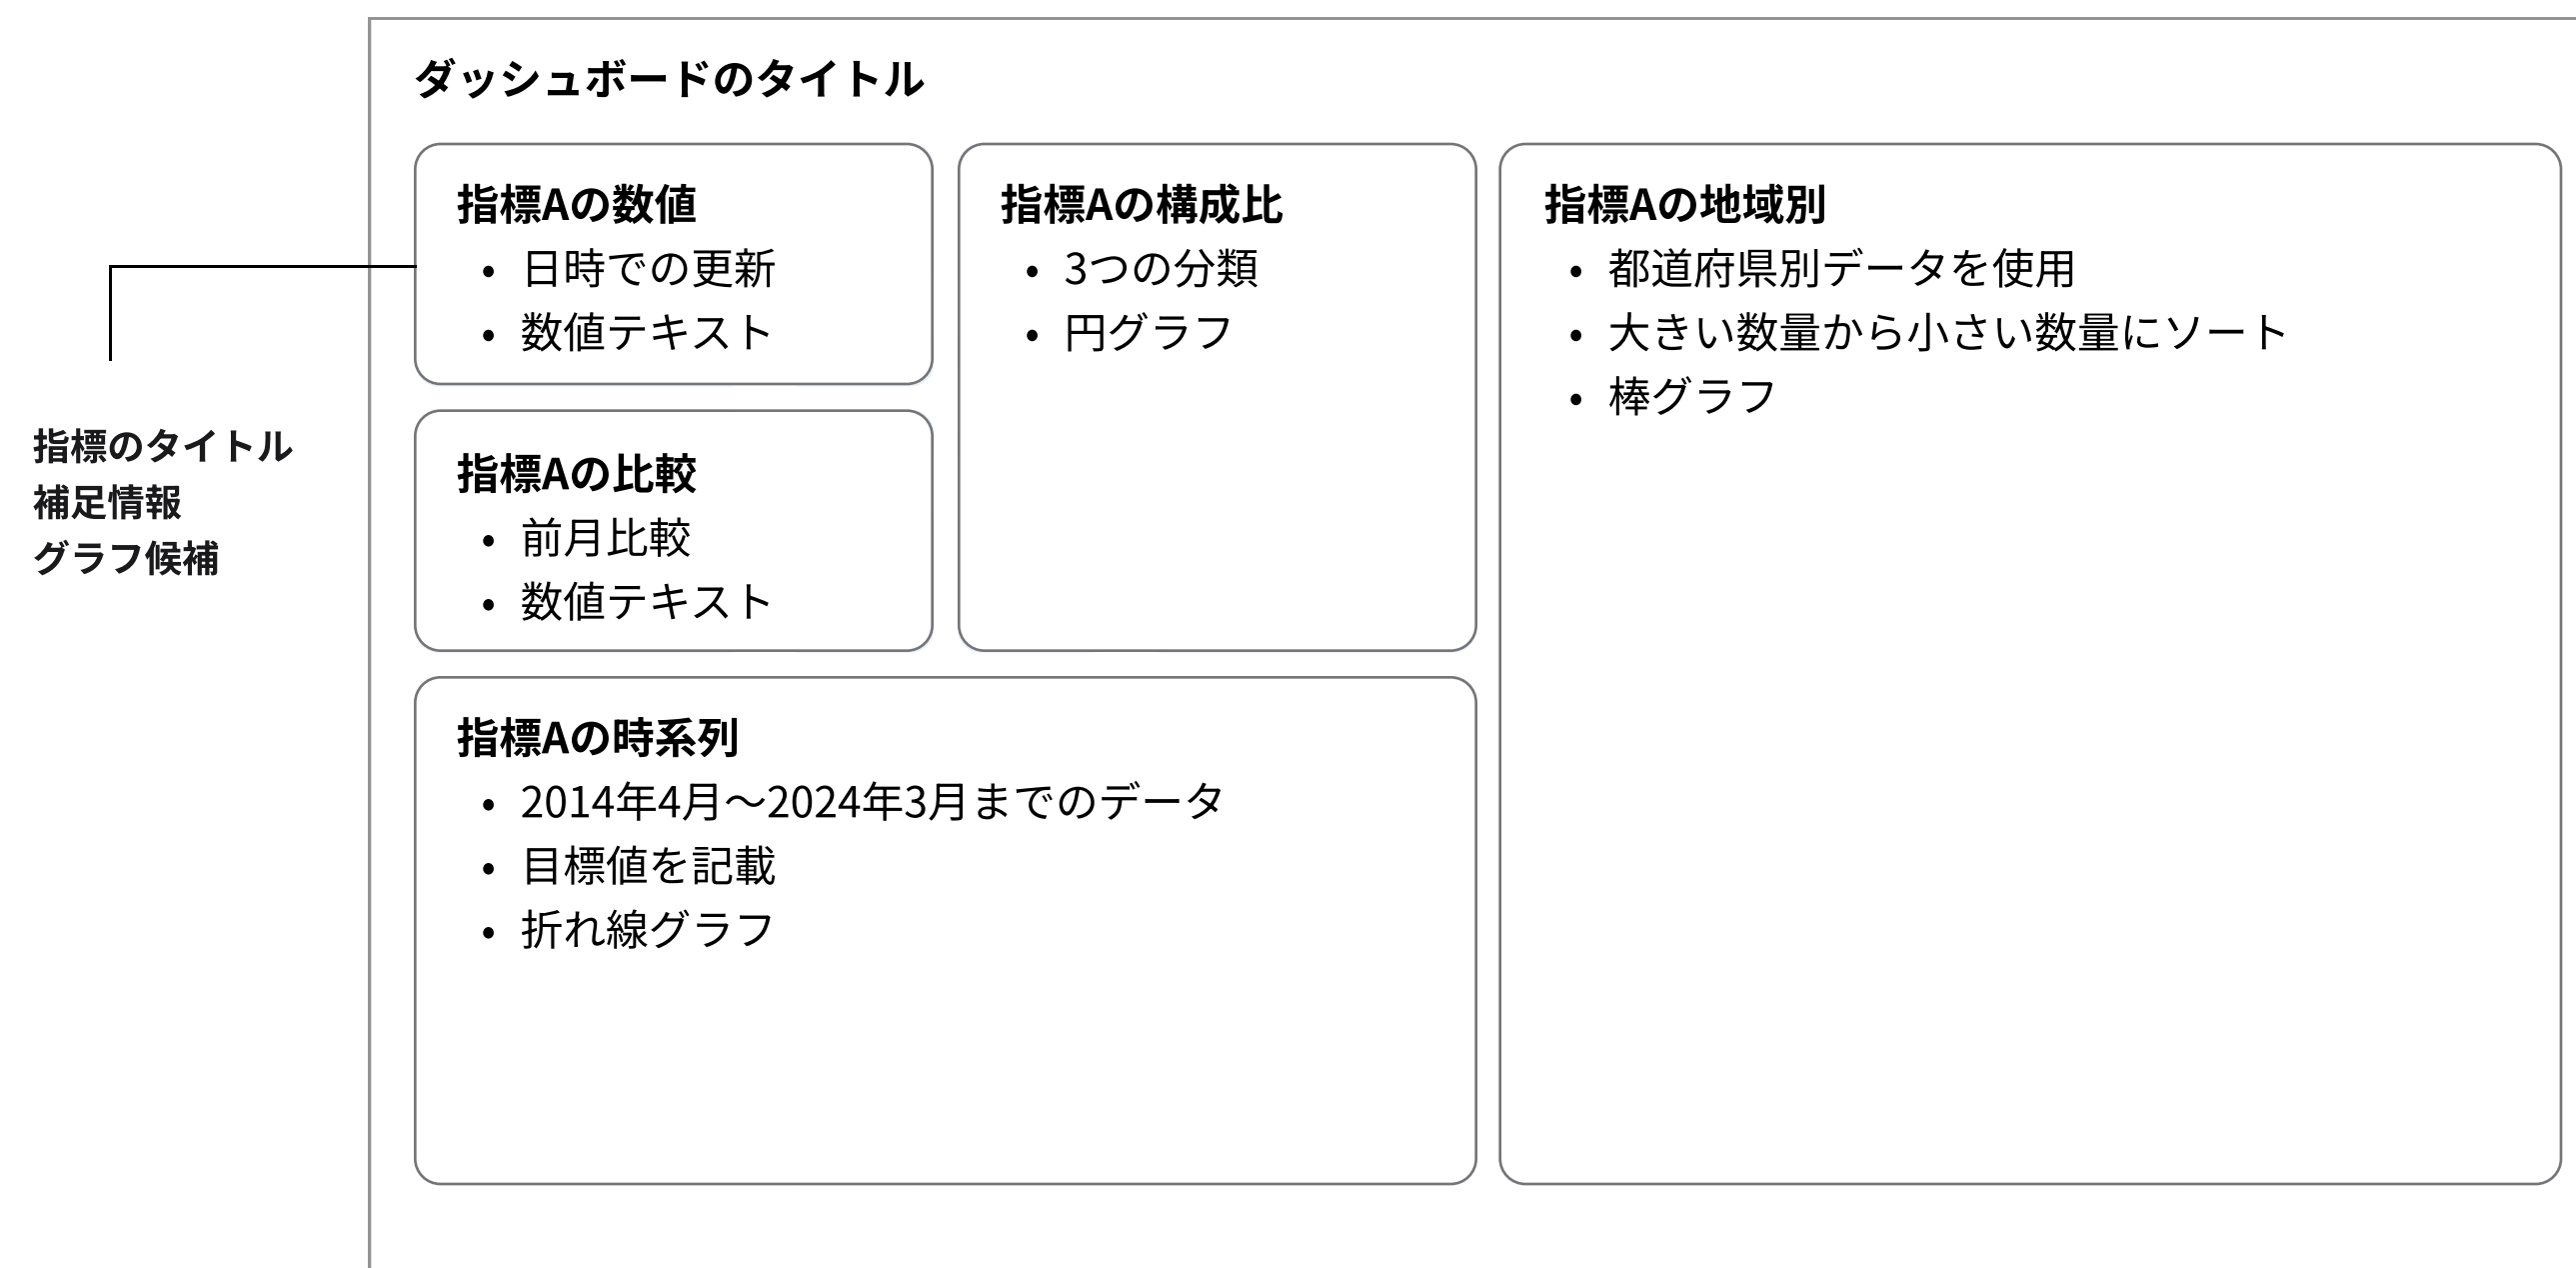 ダッシュボードのタイトル
指標Aの数値
• 日時での更新
• 数値テキスト
指標Aの比較
• 前月比較
• 数値テキスト
指標Aの構成比
• 3つの分類
• 円グラフ
指標Aの地域別
• 都道府県別データを使用
• 大きい数量から小さい数量にソート
• 棒グラフ
指標Aの時系列
• 2014年4月～2024年3月までのデータ
• 目標値を記載
• 折れ線グラフ
指標のタイトル
補足情報
グラフ候補